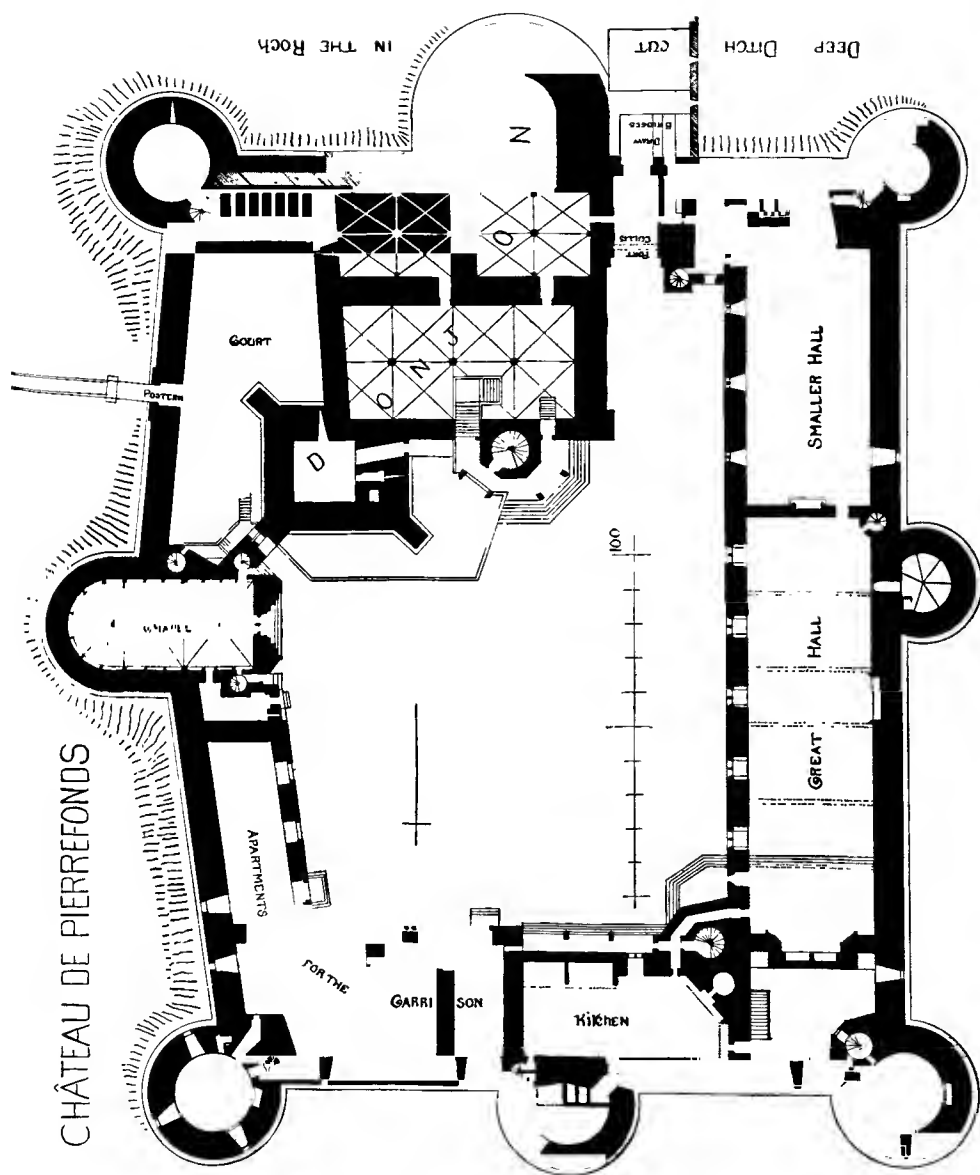 CHÂTEAU DE PIERREFONDS
DEEP DITCH CUT IN THE ROCH
DRAW
BRIDGES
PORT
CULLIS
DONJON
COURT
POSTERN
CHAPEL
SMALLER HALL
GREAT HALL
100
APARTMENTS
FOR THE
GARRISON
KITCHEN